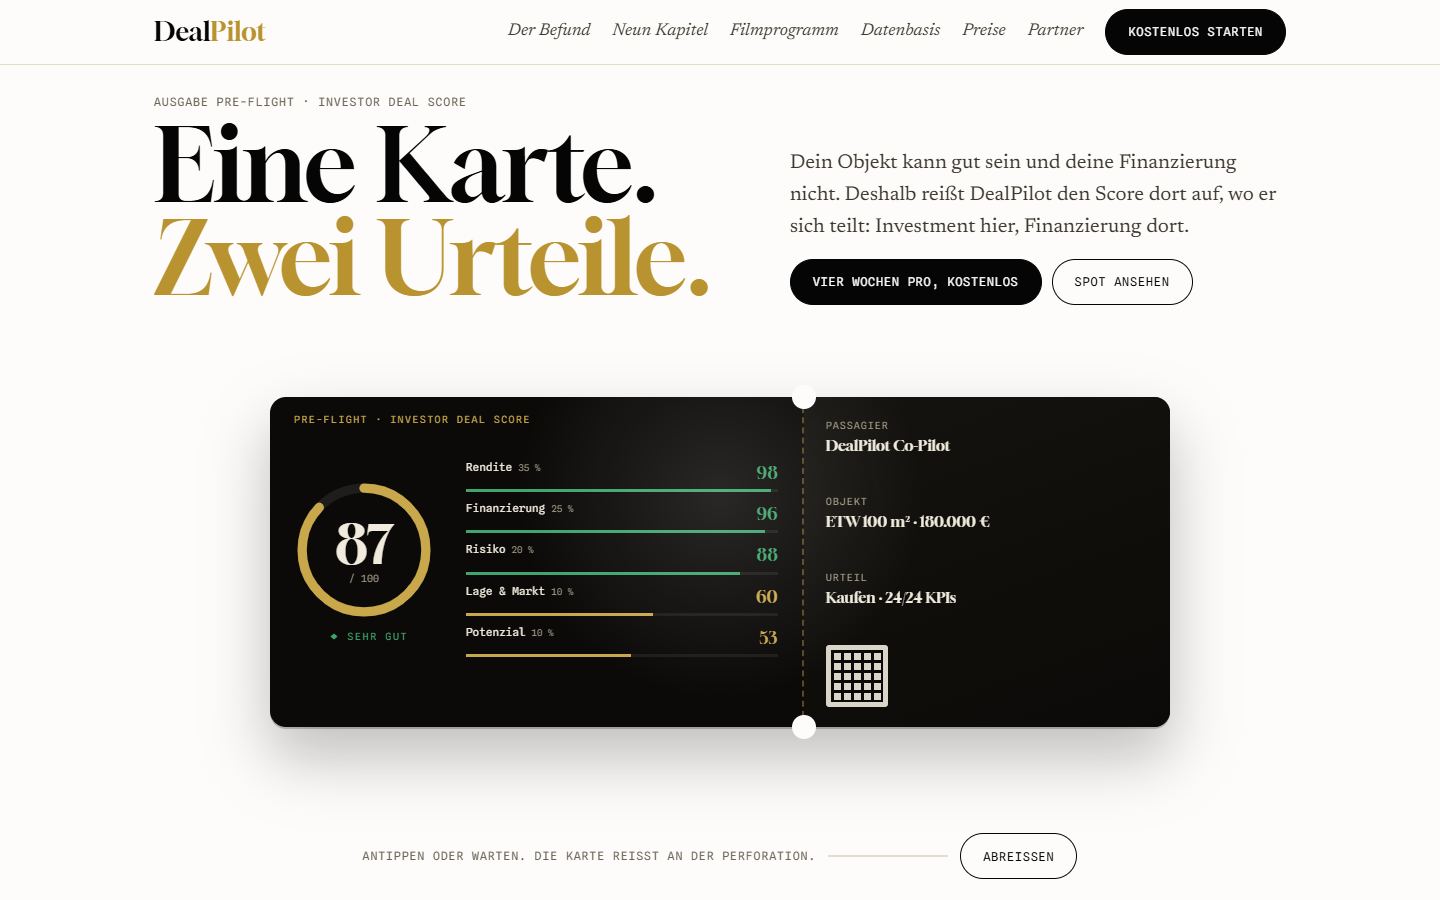 DealPilot
Der Befund
Neun Kapitel
Filmprogramm
Datenbasis
Preise
Partner
KOSTENLOS STARTEN
AUSGABE PRE-FLIGHT · INVESTOR DEAL SCORE
Eine Karte.
Zwei Urteile.
Dein Objekt kann gut sein und deine Finanzierung
nicht. Deshalb reißt DealPilot den Score dort auf, wo er
sich teilt: Investment hier, Finanzierung dort.
VIER WOCHEN PRO, KOSTENLOS
SPOT ANSEHEN
PRE-FLIGHT · INVESTOR DEAL SCORE
87
/ 100
◆ SEHR GUT
Rendite 35 % 98
Finanzierung 25 % 96
Risiko 20 % 88
Lage & Markt 10 % 60
Potenzial 10 % 53
PASSAGIER
DealPilot Co-Pilot
OBJEKT
ETW 100 m² · 180.000 €
URTEIL
Kaufen · 24/24 KPIs
ANTIPPEN ODER WARTEN. DIE KARTE REISST AN DER PERFORATION.
ABREISSEN